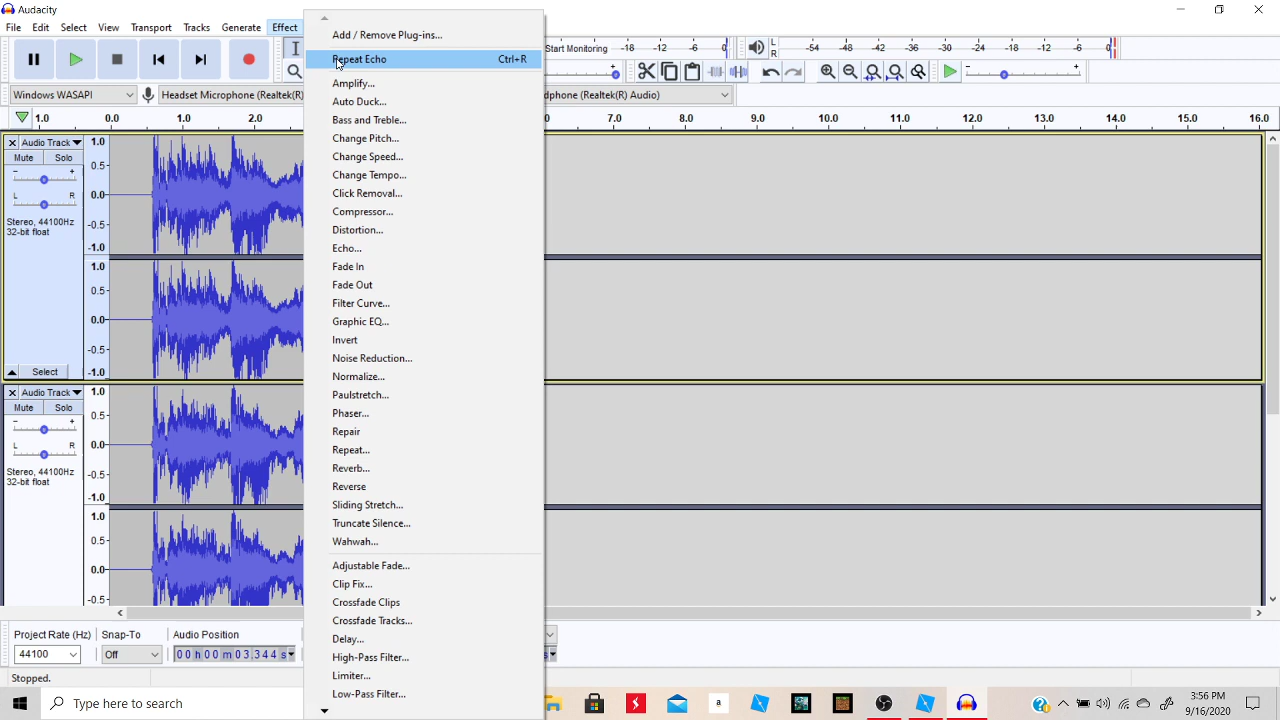 Audacity
File Edit Select View Transport Tracks Generate Effect
Add / Remove Plug-ins...
Repeat Echo Ctrl+R
Amplify...
Auto Duck...
Bass and Treble...
Change Pitch...
Change Speed...
Change Tempo...
Click Removal...
Compressor...
Distortion...
Echo...
Fade In
Fade Out
Filter Curve...
Graphic EQ...
Invert
Noise Reduction...
Normalize...
Paulstretch...
Phaser...
Repair
Repeat...
Reverb...
Reverse
Sliding Stretch...
Truncate Silence...
Wahwah...
Adjustable Fade...
Clip Fix...
Crossfade Clips
Crossfade Tracks...
Delay...
High-Pass Filter...
Limiter...
Low-Pass Filter...
Start Monitoring -18 -12 -6 0
L
R
-54 -48 -42 -36 -30 -24 -18 -12 -6 0
Windows WASAPI
Headset Microphone (Realtek(R)
dphone (Realtek(R) Audio)
1.0 0.0 1.0 2.0 7.0 8.0 9.0 10.0 11.0 12.0 13.0 14.0 15.0 16.0
Audio Track
Mute Solo
- +
L R
Stereo, 44100Hz
32-bit float
Select
1.0
0.5
0.0
-0.5
-1.0
1.0
0.5
0.0
-0.5
-1.0
Audio Track
Mute Solo
- +
L R
Stereo, 44100Hz
32-bit float
1.0
0.5
0.0
-0.5
-1.0
1.0
0.5
0.0
-0.5
Project Rate (Hz) Snap-To Audio Position
44100 Off 00 h 00 m 03.344 s
s
Stopped.
Type here to search
a
3:56 PM
9/16/2020